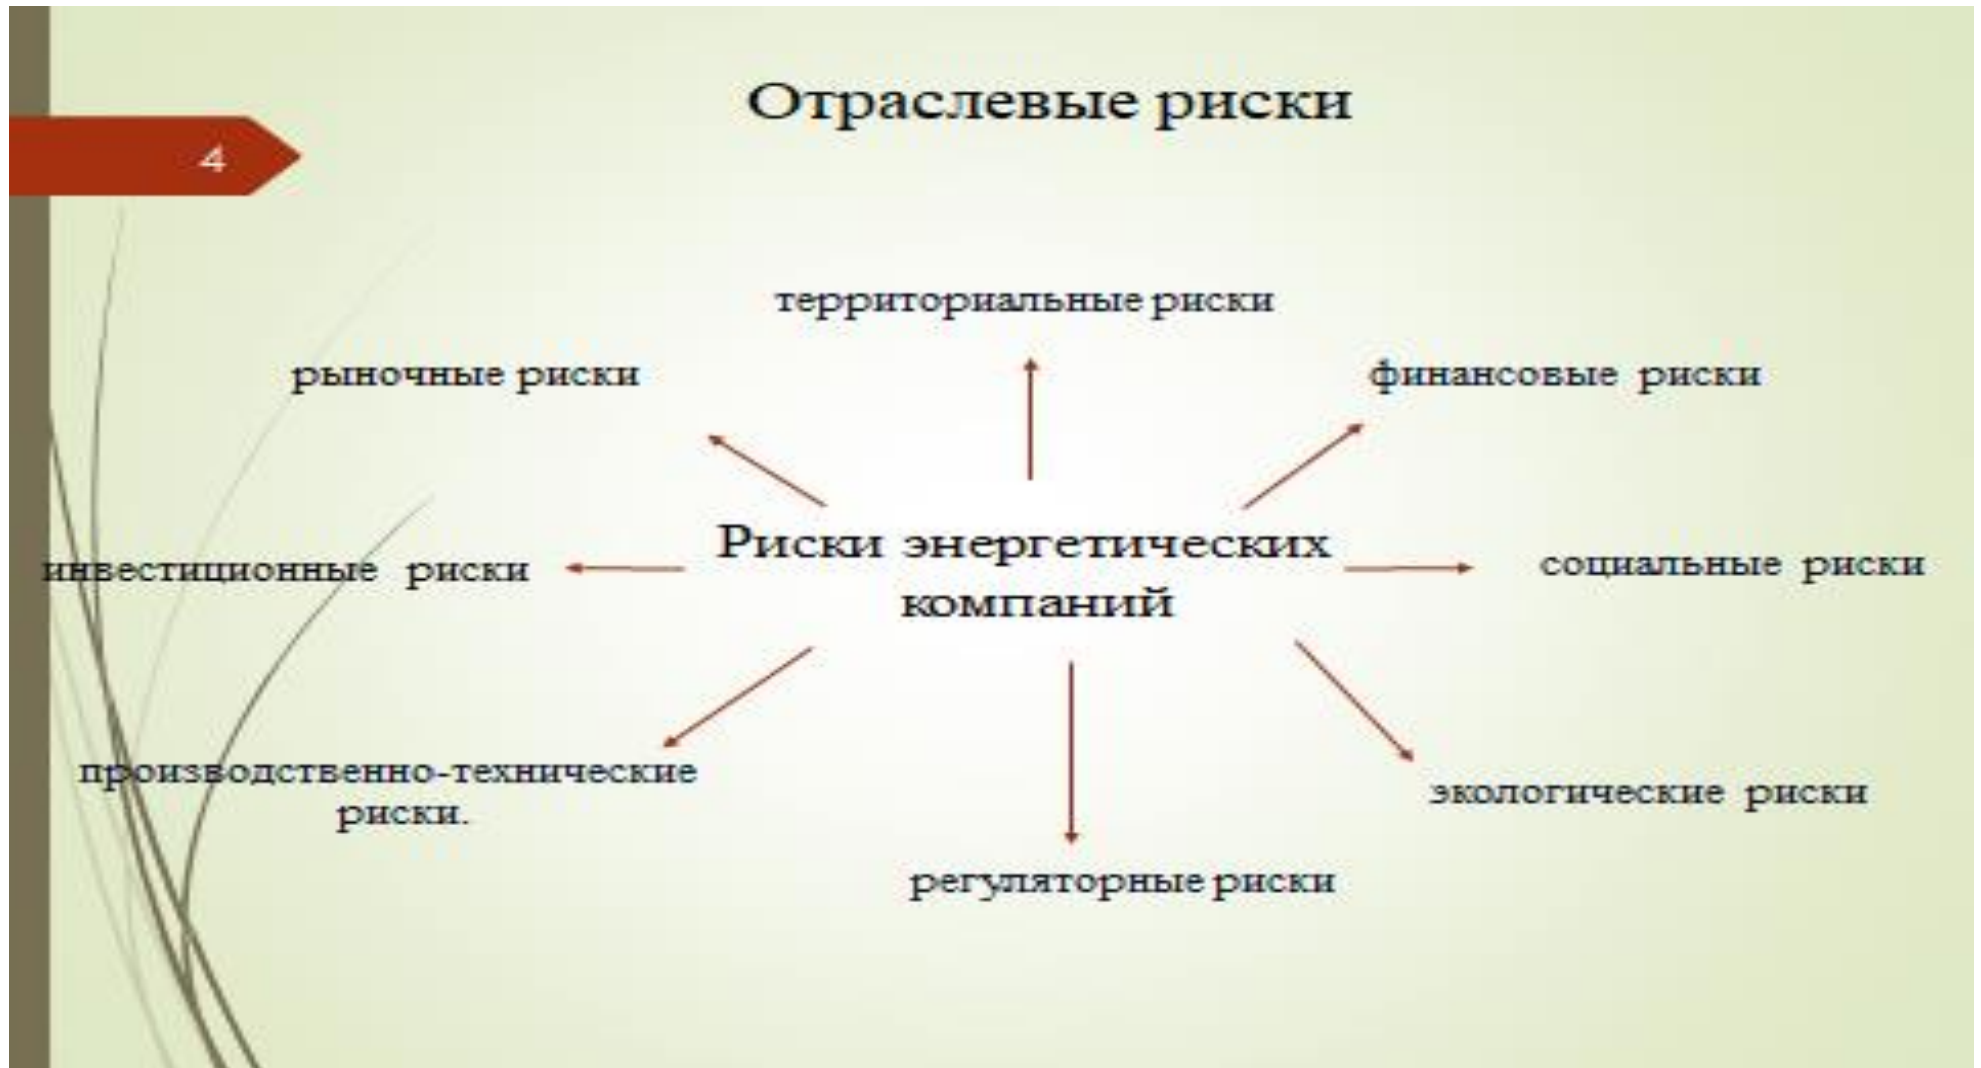 Отраслевые риски
4
территориальные риски
рыночные риски
финансовые риски
Риски энергетических
компаний
инвестиционные риски
социальные риски
производственно-технические
риски.
экологические риски
регуляторные риски